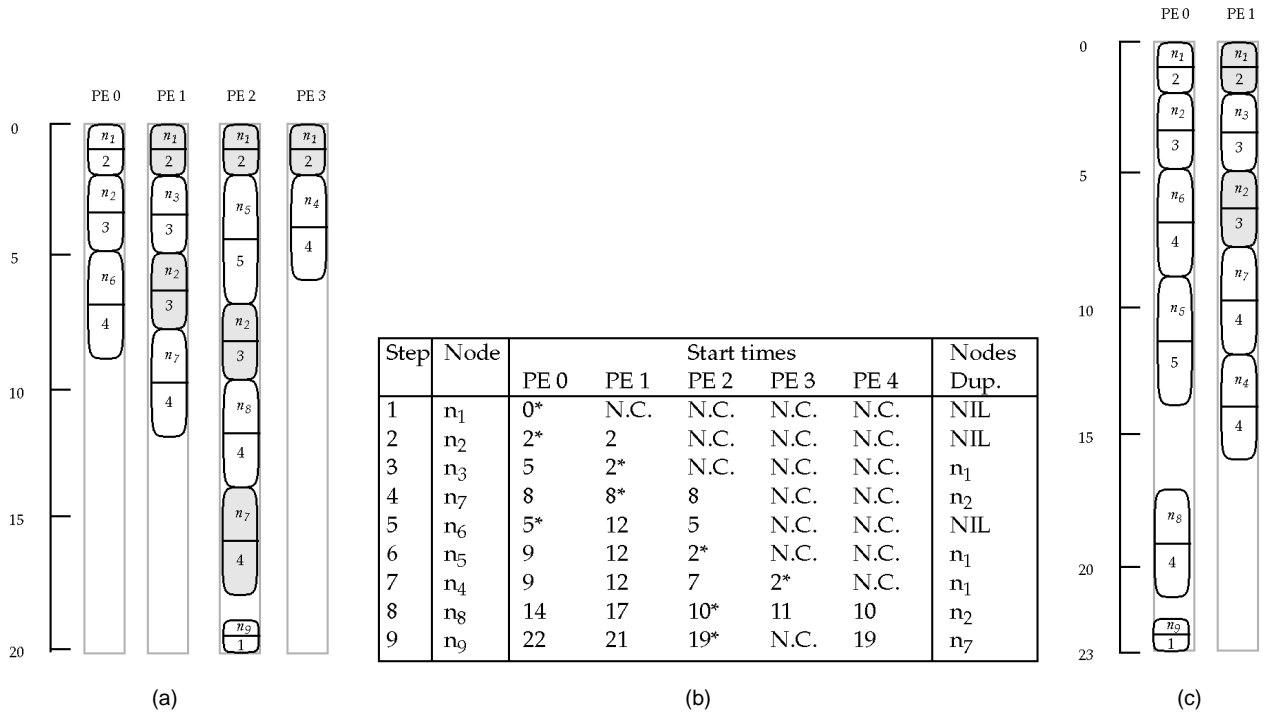 PE 0 PE 1 PE 2 PE 3
0
n1 n1 n1 n1
2 2 2 2
n2 n3 n5 n4
3 3 5 4
5
n6 n2 n2
4 3 3
n7 n8
10
4 4
15
n7
4
n9
20
1
(a)
Step Node Start times Nodes
PE 0 PE 1 PE 2 PE 3 PE 4 Dup.
1 n1 0* N.C. N.C. N.C. N.C. NIL
2 n2 2* 2 N.C. N.C. N.C. NIL
3 n3 5 2* N.C. N.C. N.C. n1
4 n7 8 8* 8 N.C. N.C. n2
5 n6 5* 12 5 N.C. N.C. NIL
6 n5 9 12 2* N.C. N.C. n1
7 n4 9 12 7 2* N.C. n1
8 n8 14 17 10* 11 10 n2
9 n9 22 21 19* N.C. 19 n7
(b)
PE 0 PE 1
0
n1 n1
2 2
n2 n3
3 3
5
n6 n2
4 3
n7
10
n5 4
5 n4
15
4
n8
20
4
n9
23
1
(c)